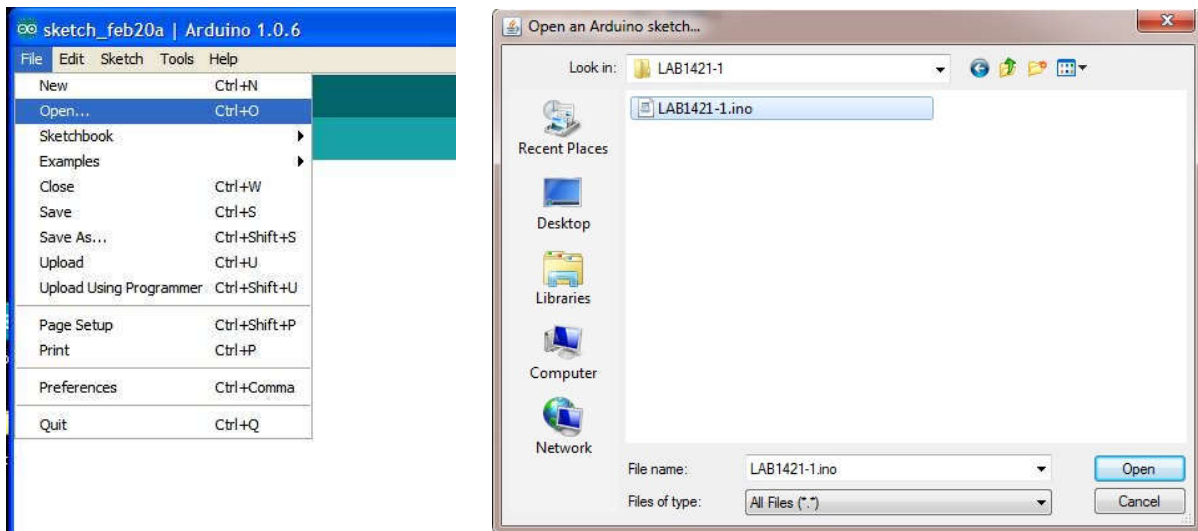 sketch_feb20a | Arduino 1.0.6
File Edit Sketch Tools Help
New Ctrl+N
Open... Ctrl+O
Sketchbook
Examples
Close Ctrl+W
Save Ctrl+S
Save As... Ctrl+Shift+S
Upload Ctrl+U
Upload Using Programmer Ctrl+Shift+U
Page Setup Ctrl+Shift+P
Print Ctrl+P
Preferences Ctrl+Comma
Quit Ctrl+Q
Open an Arduino sketch...
Look in: LAB1421-1
LAB1421-1.ino
Recent Places
Desktop
Libraries
Computer
Network
File name: LAB1421-1.ino Open
Files of type: All Files (*.*) Cancel